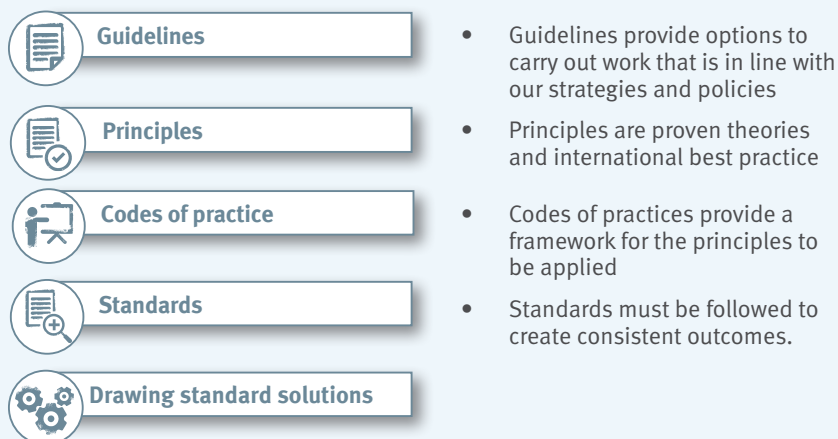 Guidelines
Principles
Codes of practice
Standards
Drawing standard solutions
• Guidelines provide options to
carry out work that is in line with
our strategies and policies
• Principles are proven theories
and international best practice
• Codes of practices provide a
framework for the principles to
be applied
• Standards must be followed to
create consistent outcomes.